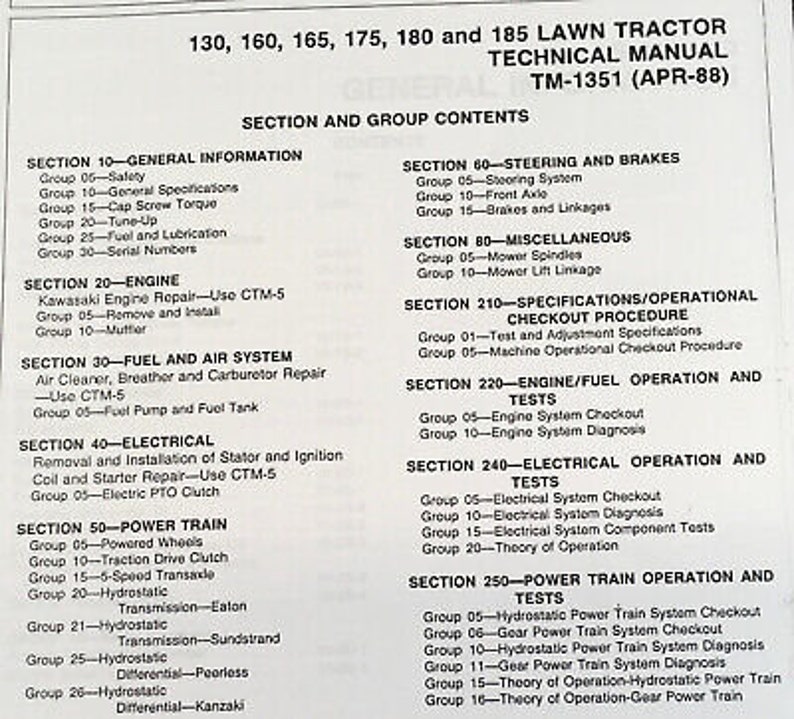 130, 160, 165, 175, 180 and 185 LAWN TRACTOR
TECHNICAL MANUAL
TM-1351 (APR-88)
SECTION AND GROUP CONTENTS
SECTION 10—GENERAL INFORMATION
Group 05—Safety
Group 10—General Specifications
Group 15—Cap Screw Torque
Group 20—Tune-Up
Group 25—Fuel and Lubrication
Group 30—Serial Numbers
SECTION 20—ENGINE
Kawasaki Engine Repair—Use CTM-5
Group 05—Remove and Install
Group 10—Muffler
SECTION 30—FUEL AND AIR SYSTEM
Air Cleaner, Breather and Carburetor Repair
—Use CTM-5
Group 05—Fuel Pump and Fuel Tank
SECTION 40—ELECTRICAL
Removal and Installation of Stator and Ignition
Coil and Starter Repair—Use CTM-5
Group 05—Electric PTO Clutch
SECTION 50—POWER TRAIN
Group 05—Powered Wheels
Group 10—Traction Drive Clutch
Group 15—5-Speed Transaxle
Group 20—Hydrostatic
Transmission—Eaton
Group 21—Hydrostatic
Transmission—Sundstrand
Group 25—Hydrostatic
Differential—Peerless
Group 26—Hydrostatic
Differential—Kanzaki
SECTION 60—STEERING AND BRAKES
Group 05—Steering System
Group 10—Front Axle
Group 15—Brakes and Linkages
SECTION 80—MISCELLANEOUS
Group 05—Mower Spindles
Group 10—Mower Lift Linkage
SECTION 210—SPECIFICATIONS/OPERATIONAL
CHECKOUT PROCEDURE
Group 01—Test and Adjustment Specifications
Group 05—Machine Operational Checkout Procedure
SECTION 220—ENGINE/FUEL OPERATION AND
TESTS
Group 05—Engine System Checkout
Group 10—Engine System Diagnosis
SECTION 240—ELECTRICAL OPERATION AND
TESTS
Group 05—Electrical System Checkout
Group 10—Electrical System Diagnosis
Group 15—Electrical System Component Tests
Group 20—Theory of Operation
SECTION 250—POWER TRAIN OPERATION AND
TESTS
Group 05—Hydrostatic Power Train System Checkout
Group 06—Gear Power Train System Checkout
Group 10—Hydrostatic Power Train System Diagnosis
Group 11—Gear Power Train System Diagnosis
Group 15—Theory of Operation-Hydrostatic Power Train
Group 16—Theory of Operation-Gear Power Train